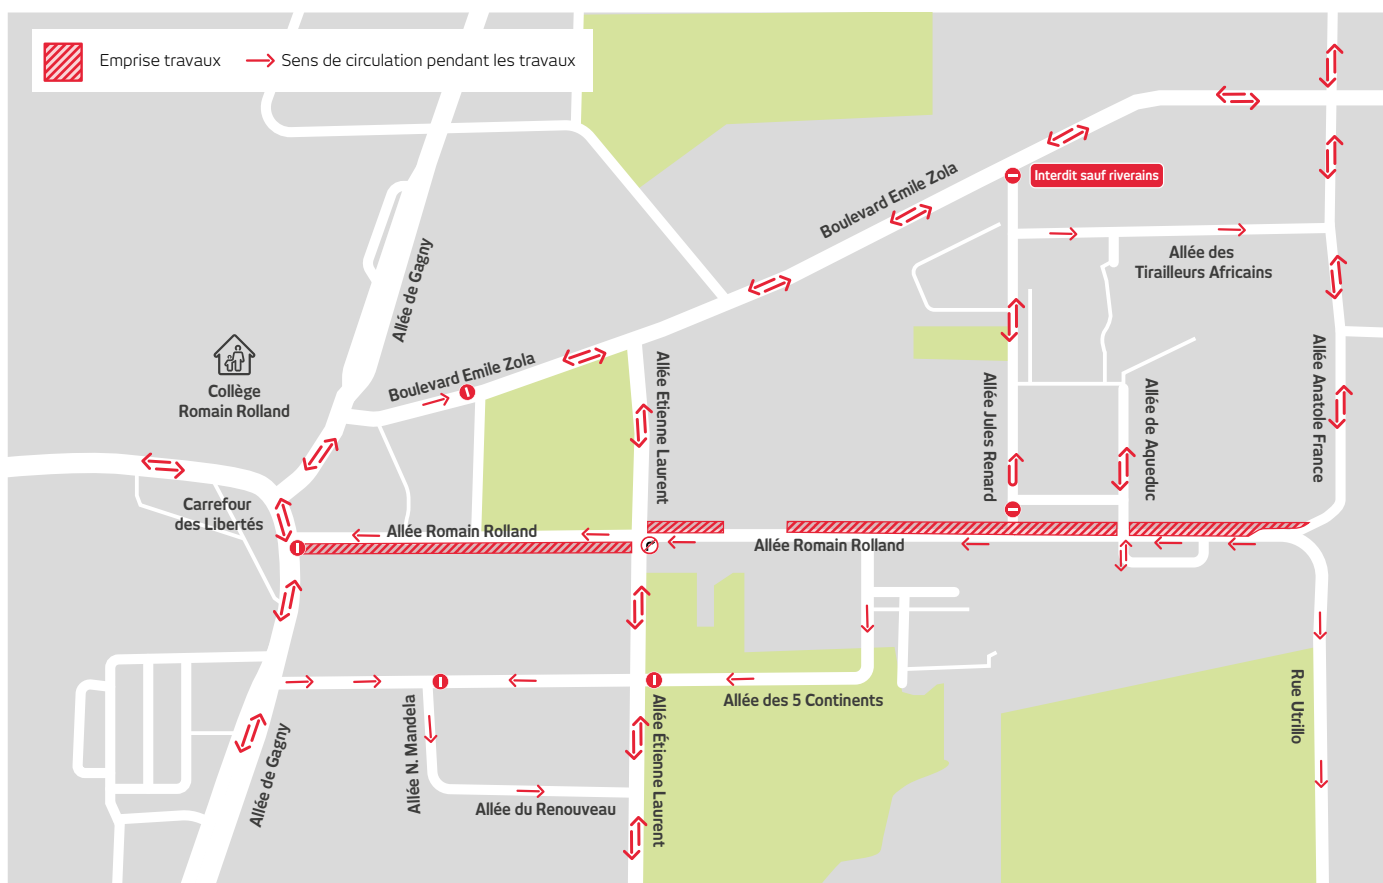 Emprise travaux
Sens de circulation pendant les travaux
Interdit sauf riverains
Boulevard Emile Zola
Allée des
Tirailleurs Africains
Allée de Gagny
Collège
Romain Rolland
Boulevard Emile Zola
Allée Etienne Laurent
Allée Jules Renard
Allée de Aqueduc
Allée Anatole France
Carrefour
des Libertés
Allée Romain Rolland
Allée Romain Rolland
Allée de Gagny
Allée N. Mandela
Allée du Renouveau
Allée Étienne Laurent
Allée des 5 Continents
Rue Utrillo